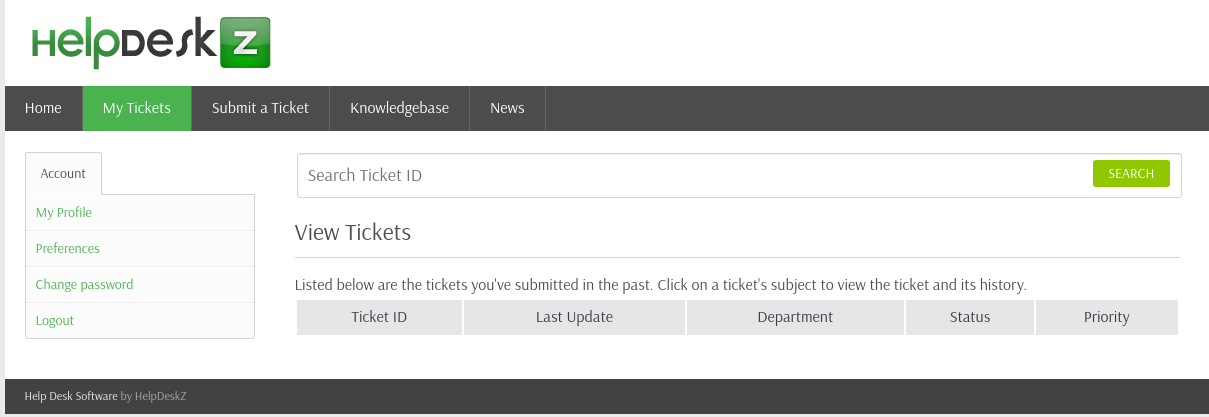 HelpDesk Z
Home My Tickets Submit a Ticket Knowledgebase News
Account
My Profile
Preferences
Change password
Logout
Search Ticket ID SEARCH
View Tickets
Listed below are the tickets you've submitted in the past. Click on a ticket's subject to view the ticket and its history.
Ticket ID Last Update Department Status Priority
Help Desk Software by HelpDeskZ